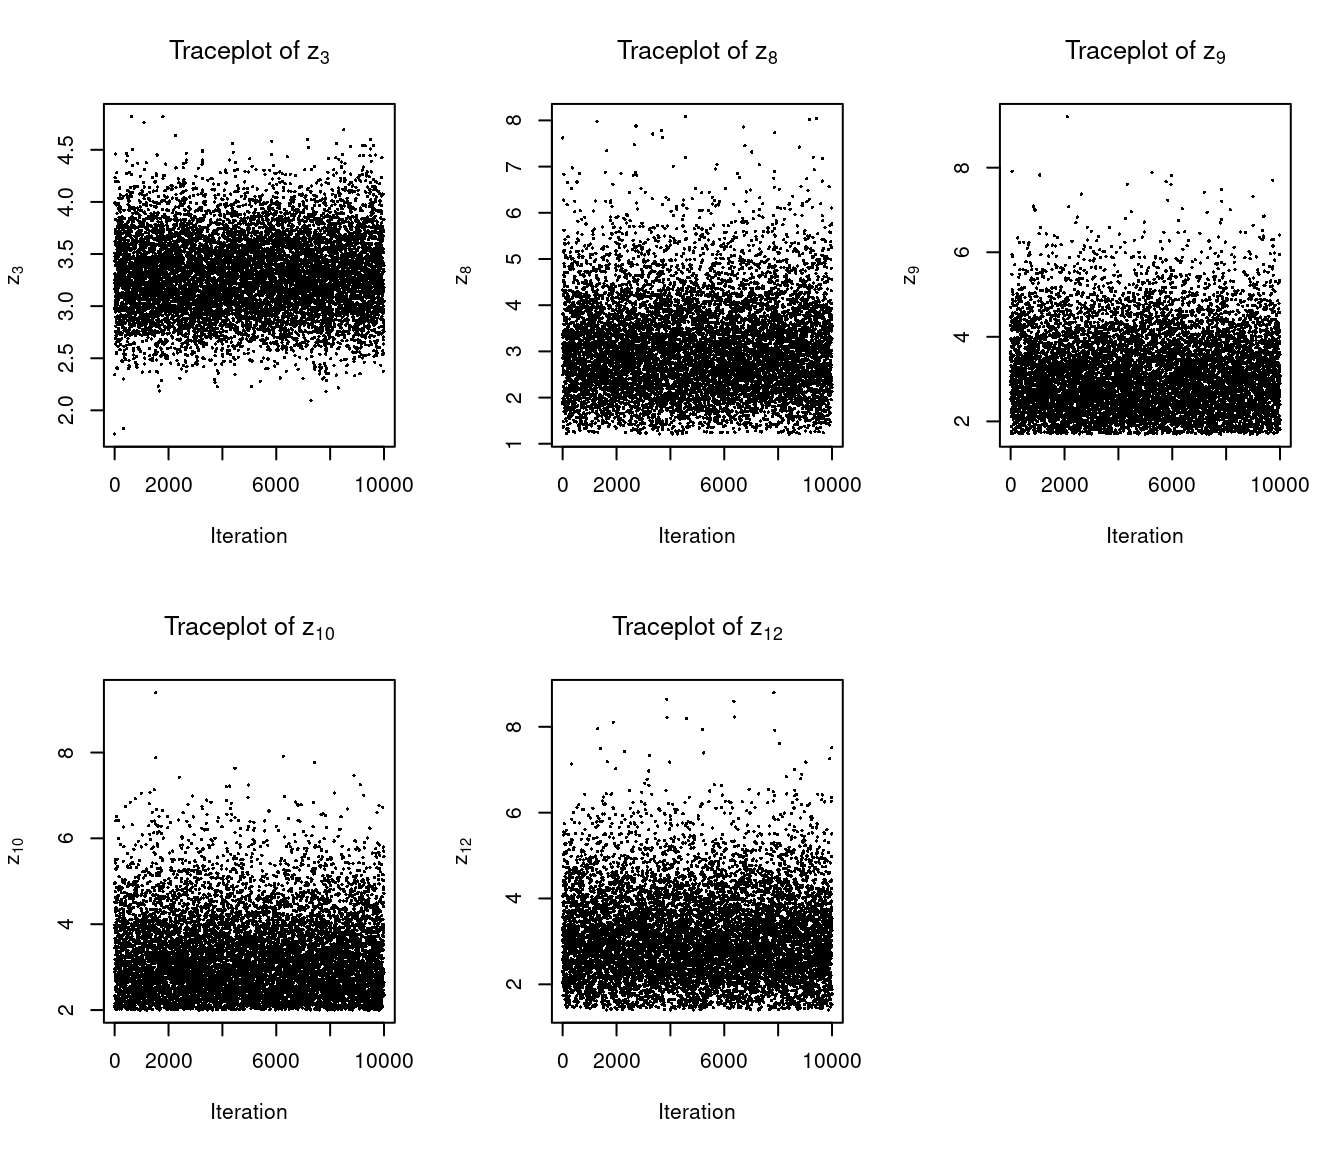 Traceplot of z₃
z₃
4.5
4.0
3.5
3.0
2.5
2.0
0 2000 6000 10000
Iteration
Traceplot of z₈
z₈
8
7
6
5
4
3
2
1
0 2000 6000 10000
Iteration
Traceplot of z₉
z₉
8
6
4
2
0 2000 6000 10000
Iteration
Traceplot of z₁₀
z₁₀
8
6
4
2
0 2000 6000 10000
Iteration
Traceplot of z₁₂
z₁₂
8
6
4
2
0 2000 6000 10000
Iteration